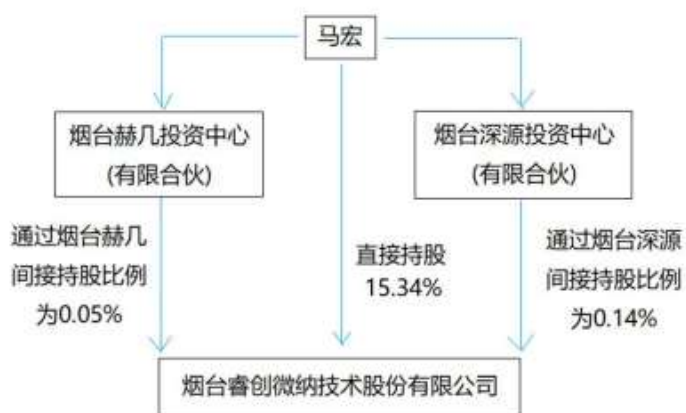 马宏
烟台赫几投资中心
(有限合伙)
烟台深源投资中心
(有限合伙)
通过烟台赫几
间接持股比例
为0.05%
直接持股
15.34%
通过烟台深源
间接持股比例
为0.14%
烟台睿创微纳技术股份有限公司